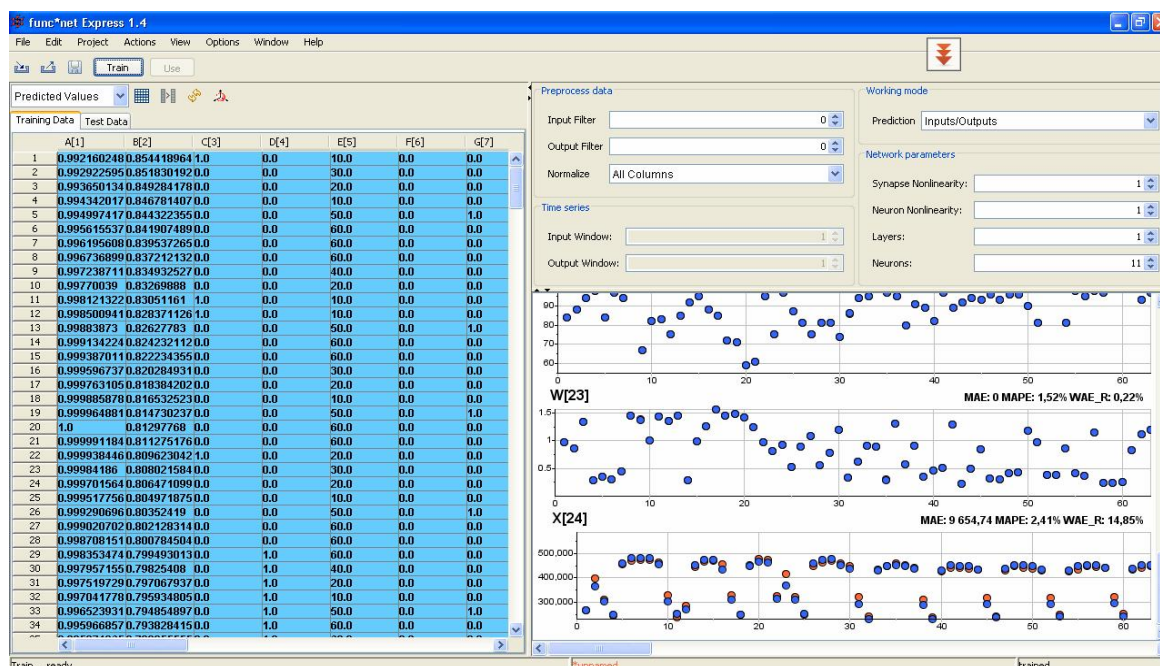 func*net Express 1.4
File Edit Project Actions View Options Window Help
Train Use
Predicted Values
Training Data Test Data
A[1] B[2] C[3] D[4] E[5] F[6] G[7]
1 0.992160248 0.854418964 1.0 0.0 10.0 0.0 0.0
2 0.992922595 0.851830192 0.0 0.0 30.0 0.0 0.0
3 0.993650134 0.849284178 0.0 0.0 20.0 0.0 0.0
4 0.994342017 0.846781407 0.0 0.0 10.0 0.0 0.0
5 0.994997417 0.844322355 0.0 0.0 50.0 0.0 1.0
6 0.995615537 0.841907489 0.0 0.0 60.0 0.0 0.0
7 0.996195608 0.839537265 0.0 0.0 60.0 0.0 0.0
8 0.996736899 0.837212132 0.0 0.0 60.0 0.0 0.0
9 0.997238711 0.834932527 0.0 0.0 40.0 0.0 0.0
10 0.99770039 0.83269888 0.0 0.0 20.0 0.0 0.0
11 0.998121322 0.83051161 1.0 0.0 10.0 0.0 0.0
12 0.998500941 0.828371126 1.0 0.0 10.0 0.0 0.0
13 0.99883873 0.82627783 0.0 0.0 50.0 0.0 1.0
14 0.999134224 0.824232112 0.0 0.0 60.0 0.0 0.0
15 0.999387011 0.822234355 0.0 0.0 60.0 0.0 0.0
16 0.999596737 0.820284931 0.0 0.0 30.0 0.0 0.0
17 0.999763105 0.818384202 0.0 0.0 20.0 0.0 0.0
18 0.999885878 0.816532523 0.0 0.0 10.0 0.0 0.0
19 0.999964881 0.814730237 0.0 0.0 50.0 0.0 1.0
20 1.0 0.81297768 0.0 0.0 60.0 0.0 0.0
21 0.999991184 0.811275176 0.0 0.0 60.0 0.0 0.0
22 0.999938446 0.809623042 1.0 0.0 20.0 0.0 0.0
23 0.99984186 0.808021584 0.0 0.0 30.0 0.0 0.0
24 0.999701564 0.806471099 0.0 0.0 20.0 0.0 0.0
25 0.999517756 0.804971875 0.0 0.0 10.0 0.0 0.0
26 0.999290696 0.80352419 0.0 0.0 50.0 0.0 1.0
27 0.999020702 0.802128314 0.0 0.0 60.0 0.0 0.0
28 0.998708151 0.800784504 0.0 0.0 60.0 0.0 0.0
29 0.998353474 0.799493013 0.0 1.0 60.0 0.0 0.0
30 0.997957155 0.79825408 0.0 1.0 40.0 0.0 0.0
31 0.997519729 0.797067937 0.0 1.0 20.0 0.0 0.0
32 0.997041778 0.795934805 0.0 1.0 10.0 0.0 0.0
33 0.996523931 0.794854897 0.0 1.0 50.0 0.0 1.0
34 0.995966857 0.793828415 0.0 1.0 60.0 0.0 0.0
Preprocess data
Input Filter 0
Output Filter 0
Normalize All Columns
Time series
Input Window: 1
Output Window: 1
Working mode
Prediction Inputs/Outputs
Network parameters
Synapse Nonlinearity: 1
Neuron Nonlinearity: 1
Layers: 1
Neurons: 11
90
80
70
60
0 10 20 30 40 50 60
W[23] MAE: 0 MAPE: 1,52% WAE_R: 0,22%
1.5
1
0.5
0 10 20 30 40 50 60
X[24] MAE: 9 654,74 MAPE: 2,41% WAE_R: 14,85%
500,000
400,000
300,000
0 10 20 30 40 50 60
Train ready *unnamed trained